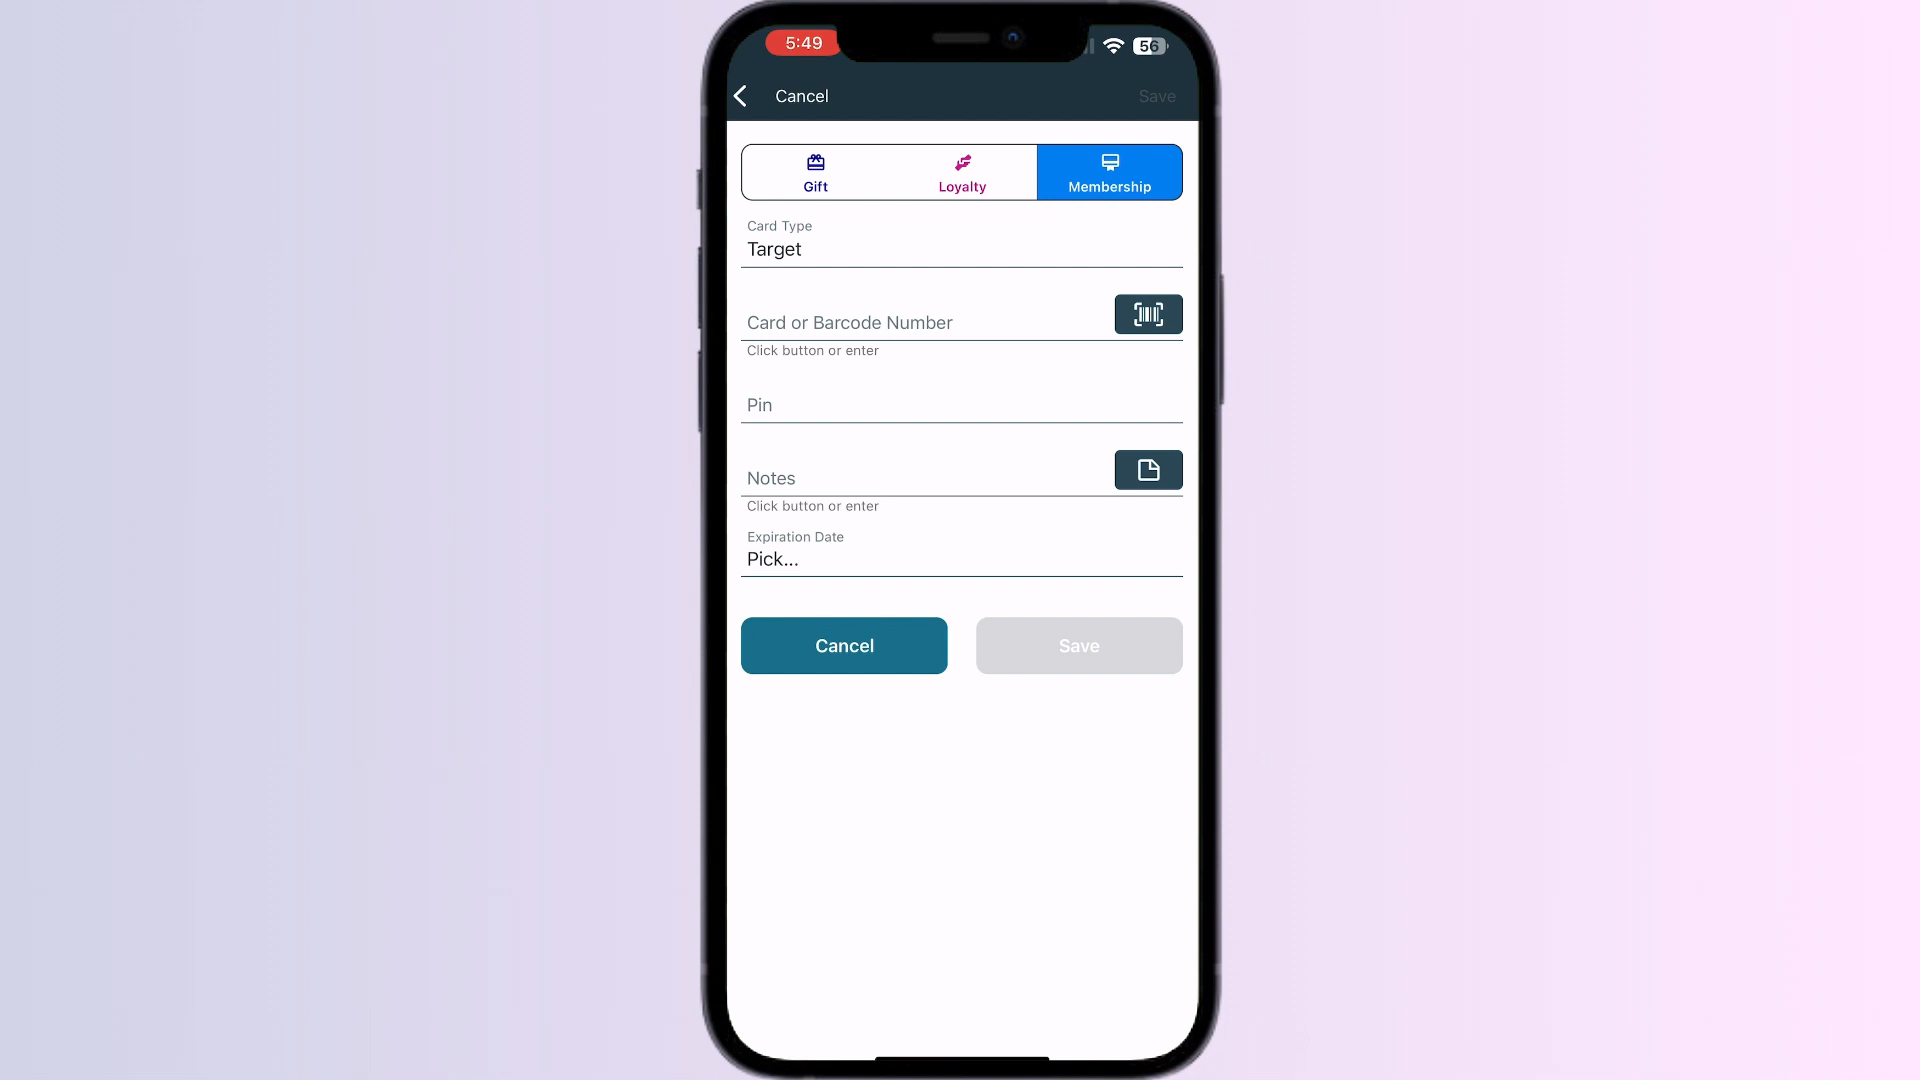 5:49
56
Cancel
Save
Gift
Loyalty
Membership
Card Type
Target
Card or Barcode Number
Click button or enter
Pin
Notes
Click button or enter
Expiration Date
Pick...
Cancel
Save